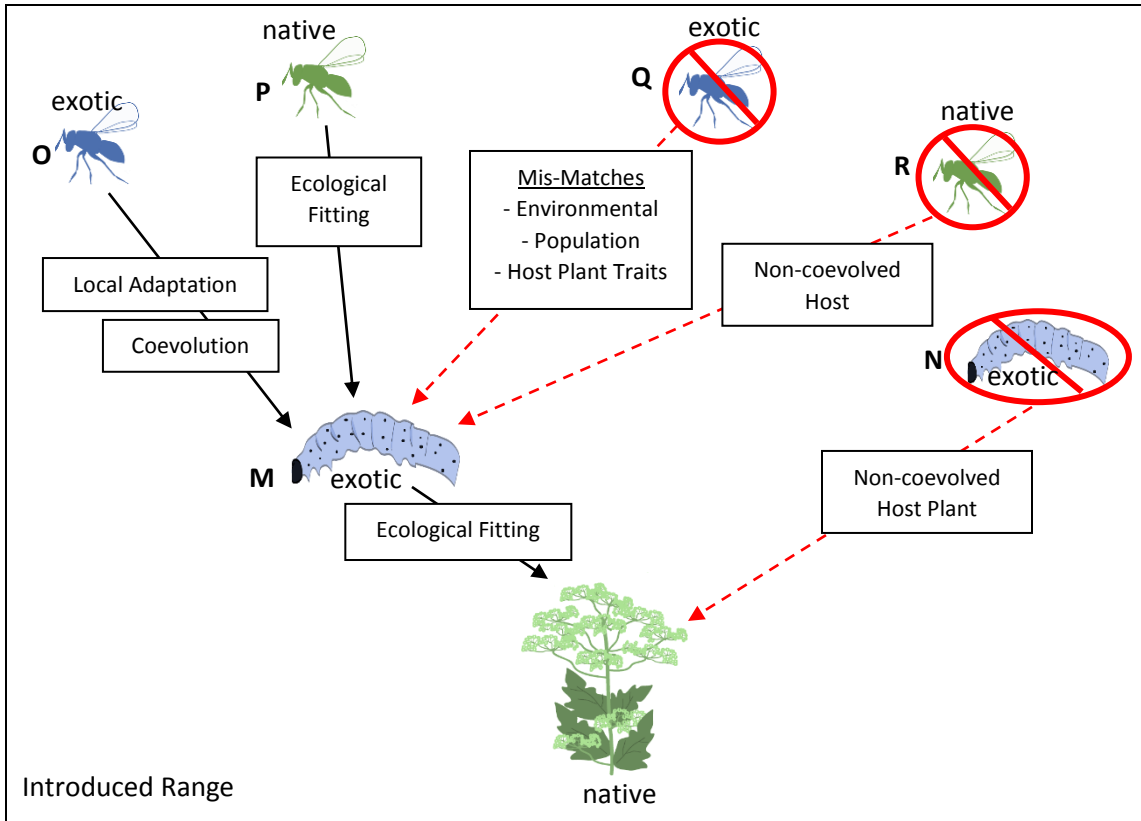 native
P
exotic
O
exotic
Q
native
R
Ecological
Fitting
Mis-Matches
- Environmental
- Population
- Host Plant Traits
Local Adaptation
Coevolution
Non-coevolved
Host
N
exotic
M
exotic
Ecological Fitting
Non-coevolved
Host Plant
native
Introduced Range